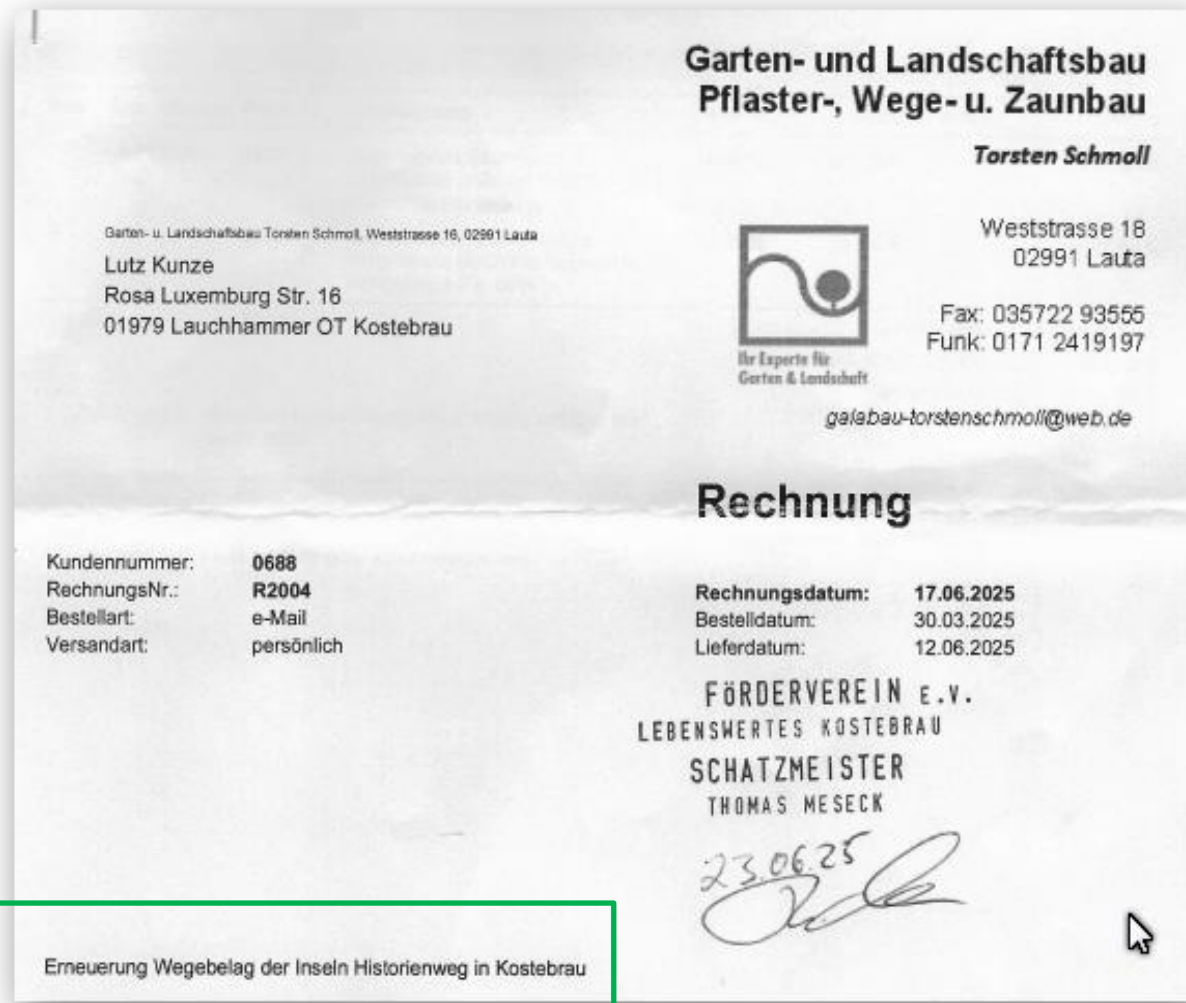 Garten- und Landschaftsbau
Pflaster-, Wege- u. Zaunbau
Torsten Schmoll
Garten- u. Landschaftsbau Torsten Schmoll, Weststrasse 16, 02991 Lauta
Lutz Kunze
Rosa Luxemburg Str. 16
01979 Lauchhammer OT Kostebrau
Weststrasse 18
02991 Lauta
Fax: 035722 93555
Funk: 0171 2419197
Ihr Experte für
Garten & Landschaft
galabau-torstenschmoll@web.de
Rechnung
Kundennummer: 0688
RechnungsNr.: R2004
Bestellart: e-Mail
Versandart: persönlich
Rechnungsdatum: 17.06.2025
Bestelldatum: 30.03.2025
Lieferdatum: 12.06.2025
FÖRDERVEREIN E.V.
LEBENSWERTES KOSTEBRAU
SCHATZMEISTER
THOMAS MESECK
23.06.25
Erneuerung Wegebelag der Inseln Historienweg in Kostebrau